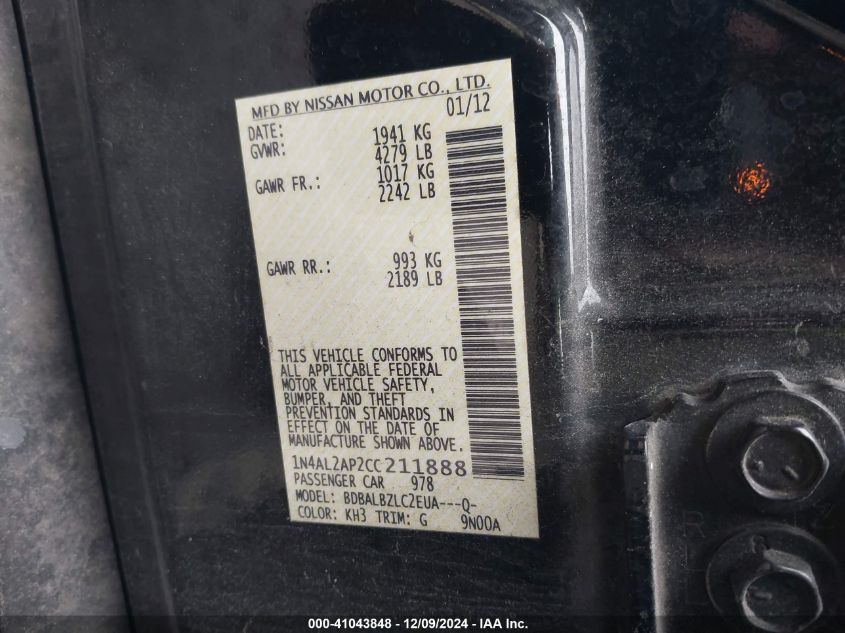 MFD BY NISSAN MOTOR CO., LTD.
DATE: 01/12
GVWR: 1941 KG
4279 LB
GAWR FR.: 1017 KG
2242 LB
GAWR RR.: 993 KG
2189 LB
THIS VEHICLE CONFORMS TO
ALL APPLICABLE FEDERAL
MOTOR VEHICLE SAFETY,
BUMPER, AND THEFT
PREVENTION STANDARDS IN
EFFECT ON THE DATE OF
MANUFACTURE SHOWN ABOVE.
1N4AL2AP2CC211888
PASSENGER CAR 978
MODEL: BDBALBZLC2EUA---Q-
COLOR: KH3 TRIM: G 9N00A
000-41043848 - 12/09/2024 - IAA Inc.